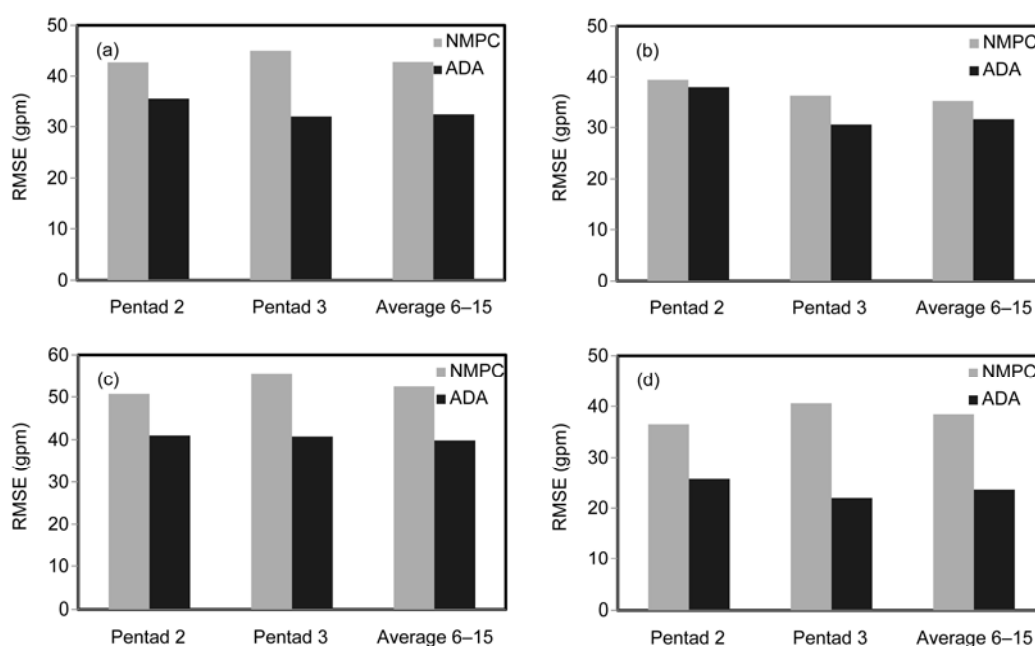 (a)
NMPC
ADA
RMSE (gpm)
50
40
30
20
10
0
Pentad 2 Pentad 3 Average 6–15
(b)
NMPC
ADA
RMSE (gpm)
50
40
30
20
10
0
Pentad 2 Pentad 3 Average 6–15
(c)
NMPC
ADA
RMSE (gpm)
60
50
40
30
20
10
0
Pentad 2 Pentad 3 Average 6–15
(d)
NMPC
ADA
RMSE (gpm)
50
40
30
20
10
0
Pentad 2 Pentad 3 Average 6–15